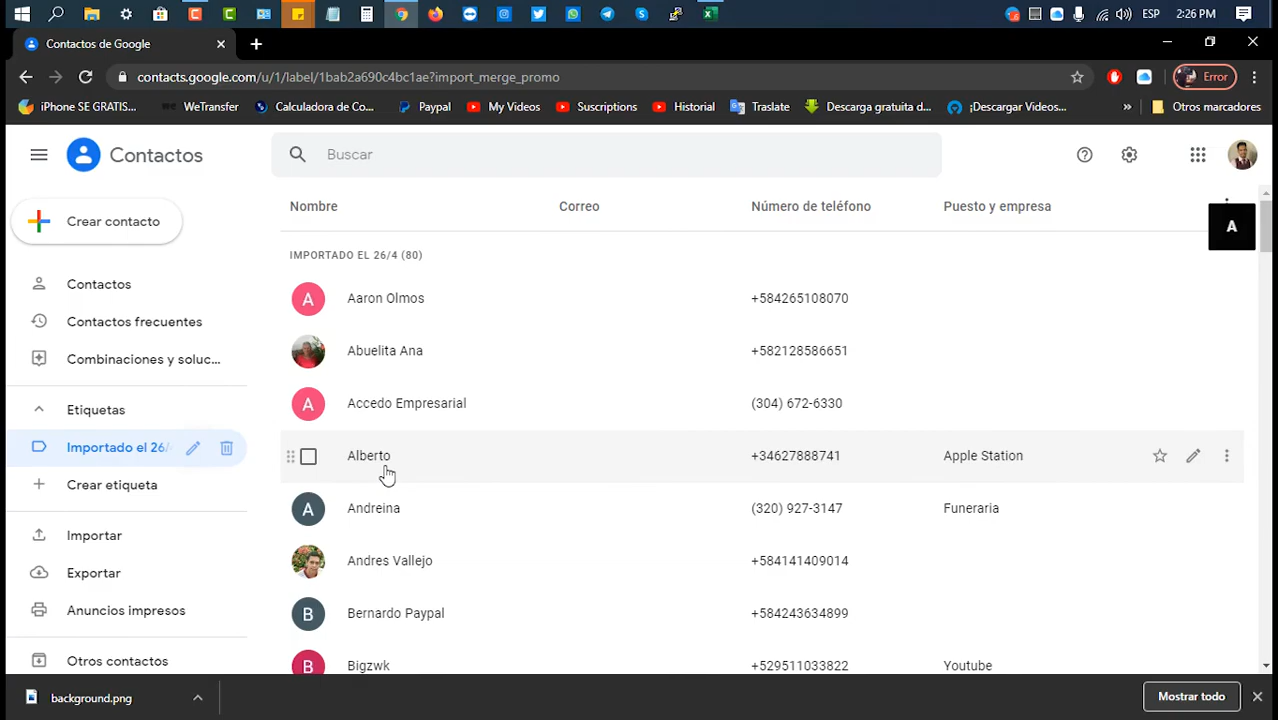 ESP 2:26 PM
Contactos de Google
contacts.google.com/u/1/label/1bab2a690c4bc1ae?import_merge_promo
Error
iPhone SE GRATIS...
WeTransfer
Calculadora de Co...
Paypal
My Videos
Suscriptions
Historial
Traslate
Descarga gratuita d...
¡Descargar Videos...
»
Otros marcadores
Contactos
Buscar
Crear contacto
Contactos
Contactos frecuentes
Combinaciones y soluc...
Etiquetas
Importado el 26/
Crear etiqueta
Importar
Exportar
Anuncios impresos
Otros contactos
Nombre Correo Número de teléfono Puesto y empresa
A
IMPORTADO EL 26/4 (80)
A Aaron Olmos +584265108070
Abuelita Ana +582128586651
A Accedo Empresarial (304) 672-6330
Alberto +34627888741 Apple Station
A Andreina (320) 927-3147 Funeraria
Andres Vallejo +584141409014
B Bernardo Paypal +584243634899
B Bigzwk +529511033822 Youtube
background.png
Mostrar todo